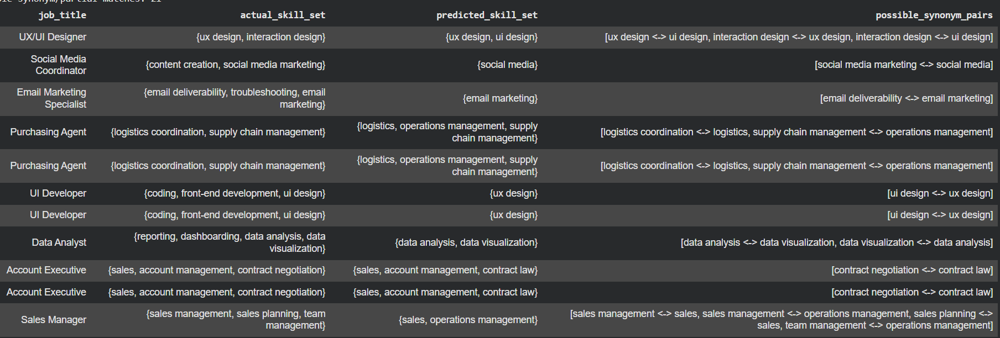 ble synonym/partial matches: 21
job_title actual_skill_set predicted_skill_set possible_synonym_pairs
UX/UI Designer {ux design, interaction design} {ux design, ui design} [ux design <-> ui design, interaction design <-> ux design, interaction design <-> ui design]
Social Media
Coordinator {content creation, social media marketing} {social media} [social media marketing <-> social media]
Email Marketing
Specialist {email deliverability, troubleshooting, email
marketing} {email marketing} [email deliverability <-> email marketing]
Purchasing Agent {logistics coordination, supply chain management} {logistics, operations management, supply
chain management} [logistics coordination <-> logistics, supply chain management <-> operations management]
Purchasing Agent {logistics coordination, supply chain management} {logistics, operations management, supply
chain management} [logistics coordination <-> logistics, supply chain management <-> operations management]
UI Developer {coding, front-end development, ui design} {ux design} [ui design <-> ux design]
UI Developer {coding, front-end development, ui design} {ux design} [ui design <-> ux design]
Data Analyst {reporting, dashboarding, data analysis, data
visualization} {data analysis, data visualization} [data analysis <-> data visualization, data visualization <-> data analysis]
Account Executive {sales, account management, contract negotiation} {sales, account management, contract law} [contract negotiation <-> contract law]
Account Executive {sales, account management, contract negotiation} {sales, account management, contract law} [contract negotiation <-> contract law]
Sales Manager {sales management, sales planning, team
management} {sales, operations management} [sales management <-> sales, sales management <-> operations management, sales planning <->
sales, team management <-> operations management]